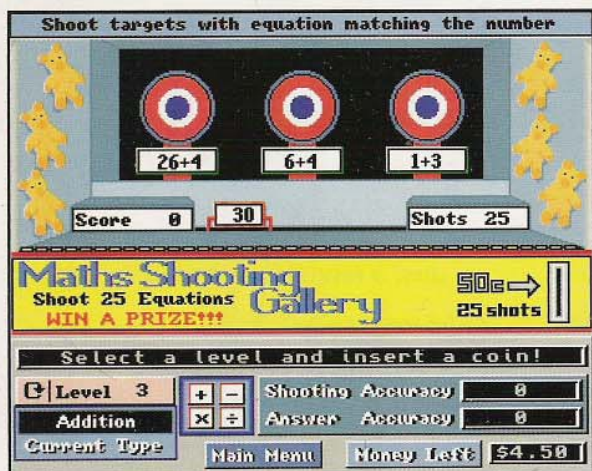 Shoot targets with equation matching the number
26+4 6+4 1+3
Score 0 30 Shots 25
Maths Shooting Gallery
Shoot 25 Equations
WIN A PRIZE!!!
50c
25 shots
Select a level and insert a coin!
Level 3
+ −
× ÷
Shooting Accuracy 0
Addition
Answer Accuracy 0
Current Type
Main Menu Money Left $4.50